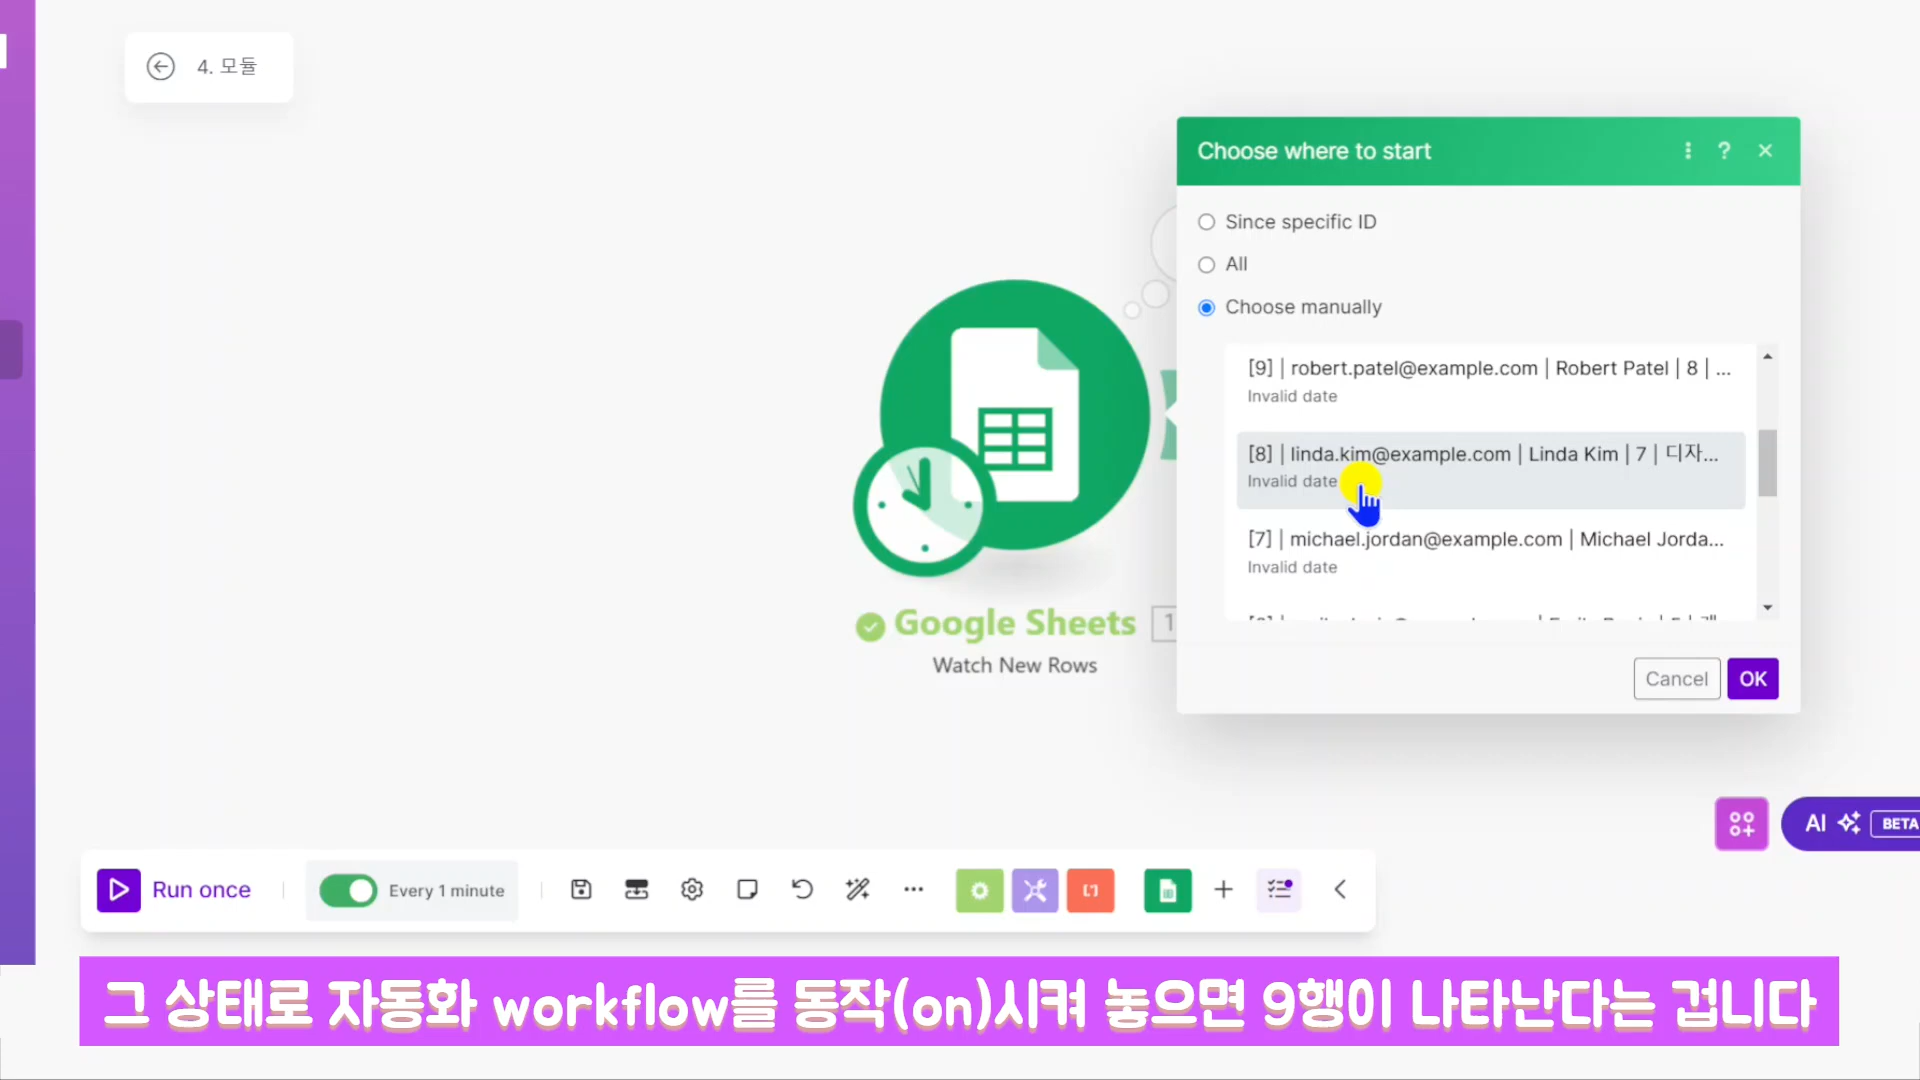 4. 모듈
Choose where to start
?
Since specific ID
All
Choose manually
[9] | robert.patel@example.com | Robert Patel | 8 | ...
Invalid date
[8] | linda.kim@example.com | Linda Kim | 7 | 디자...
Invalid date
[7] | michael.jordan@example.com | Michael Jorda...
Invalid date
Cancel
OK
Google Sheets
1
Watch New Rows
AI
BETA
Run once
Every 1 minute
그 상태로 자동화 workflow를 동작(on)시켜 놓으면 9행이 나타난다는 겁니다